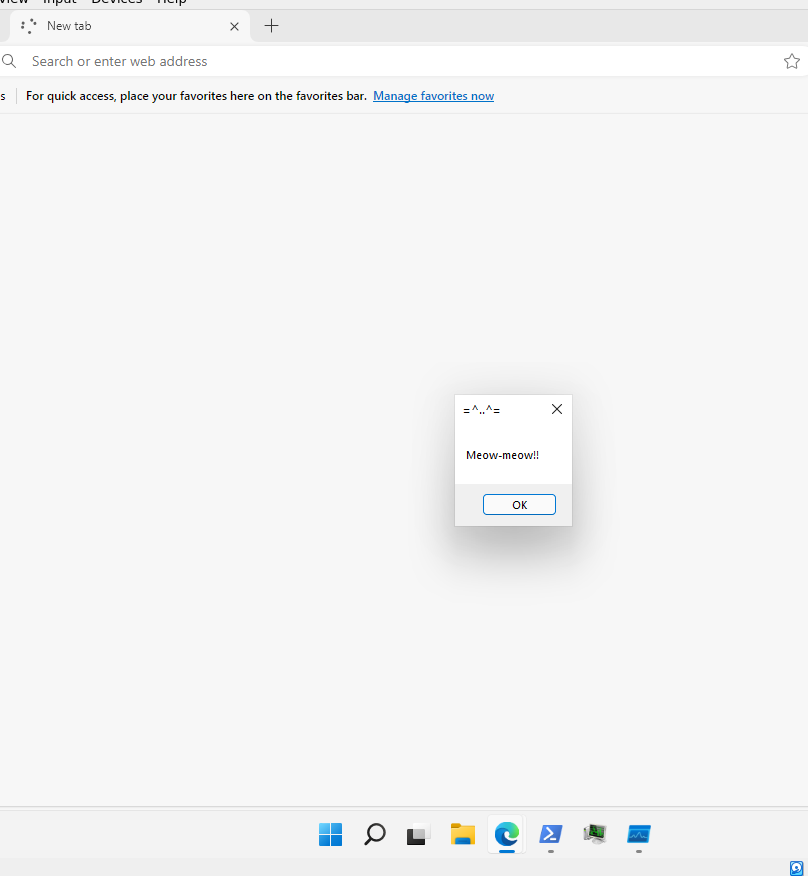 View Input Devices Help
New tab
Search or enter web address
s For quick access, place your favorites here on the favorites bar. Manage favorites now
=^..^=
Meow-meow!!
OK